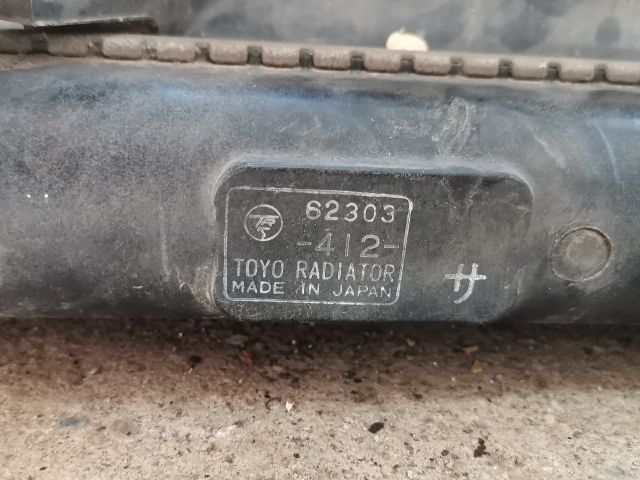 62303
-412-
TOYO RADIATOR
MADE IN JAPAN
サ